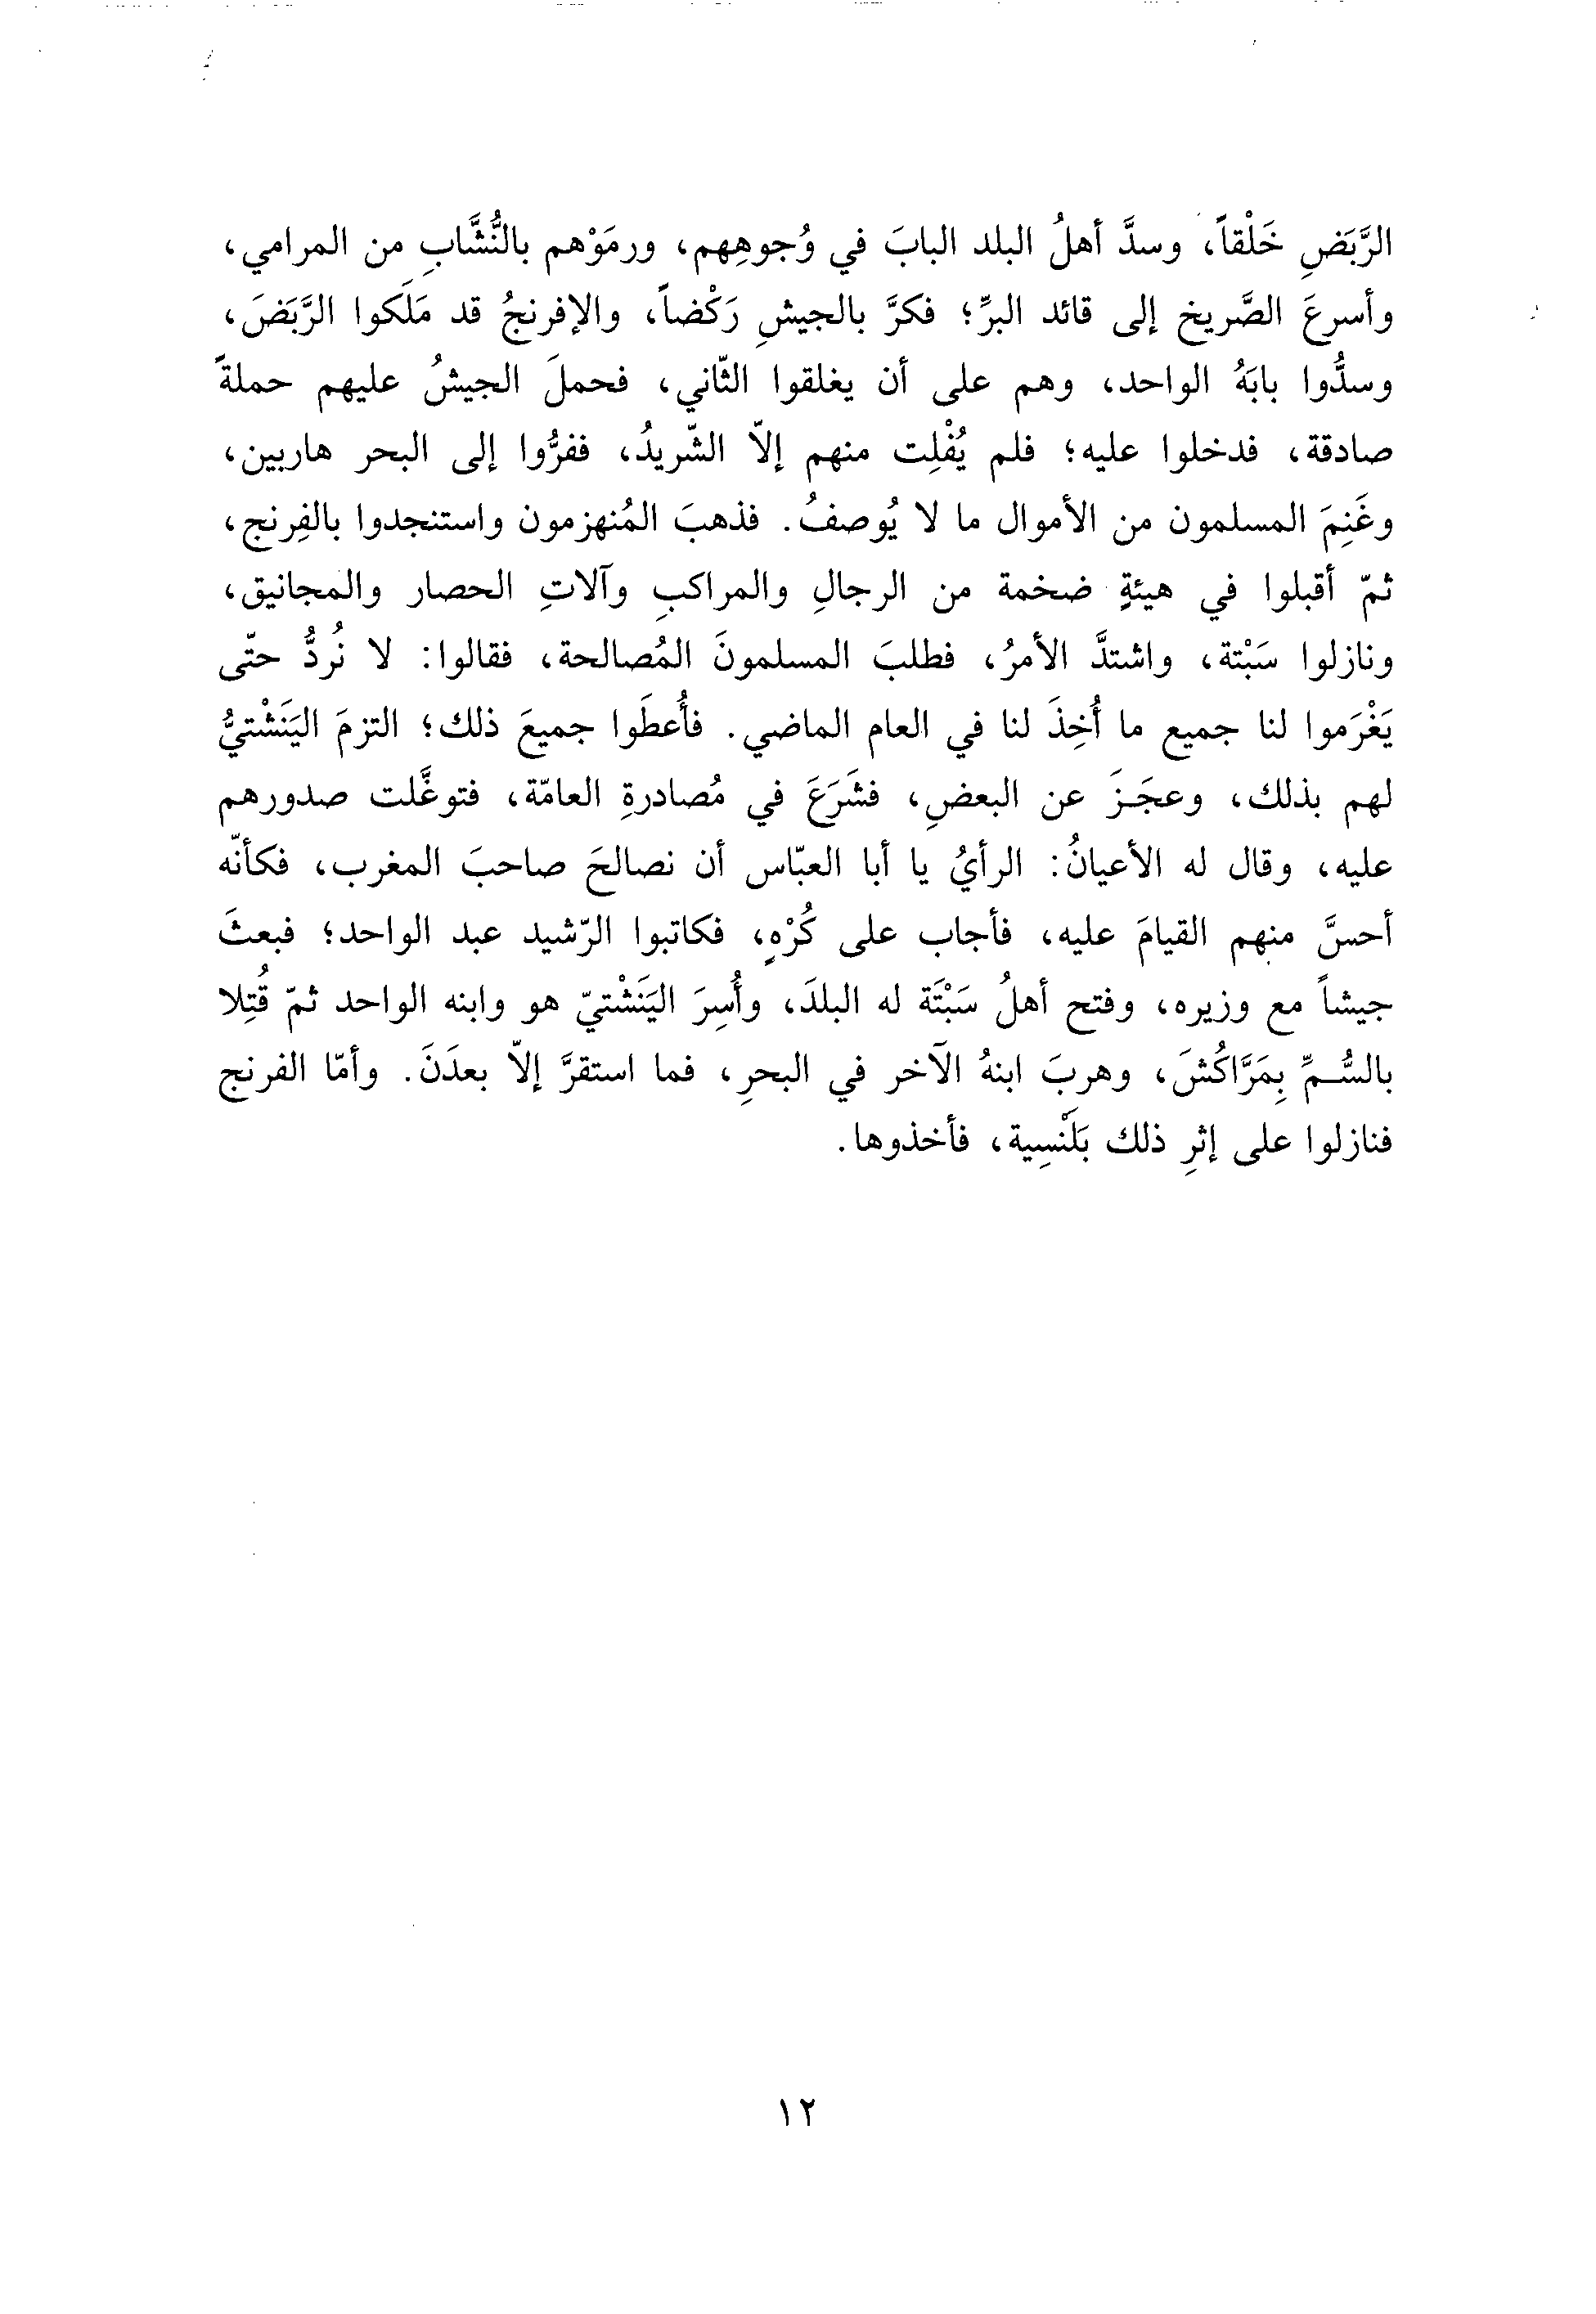 الرَّبَضِ خَلْقاً، وسدَّ أهلُ البلد البابَ في وُجوهِهم، ورمَوْهم بالنُّشَّابِ من المرامي،
وأسرعَ الصَّريخ إلى قائد البرِّ؛ فكرَّ بالجيشِ رَكْضاً، والإفرنجُ قد مَلَكوا الرَّبَضَ،
وسدُّوا بابَهُ الواحد، وهم على أن يغلقوا الثّاني، فحملَ الجيشُ عليهم حملةً
صادقة، فدخلوا عليه؛ فلم يُفْلِت منهم إلاّ الشّريدُ، ففرُّوا إلى البحر هاربين،
وغَنِمَ المسلمون من الأموال ما لا يُوصفُ. فذهبَ المُنهزمون واستنجدوا بالفِرنج،
ثمّ أقبلوا في هيئةٍ ضخمة من الرجالِ والمراكبِ وآلاتِ الحصار والمجانيق،
ونازلوا سَبْتة، واشتدَّ الأمرُ، فطلبَ المسلمونَ المُصالحة، فقالوا: لا نُردُّ حتّى
يَغْرَموا لنا جميع ما أُخِذَ لنا في العام الماضي. فأُعطَوا جميعَ ذلك؛ التزمَ اليَنَشْتيُّ
لهم بذلك، وعجَـزَ عن البعضِ، فشَرَعَ في مُصادرةِ العامّة، فتوغَّلت صدورهم
عليه، وقال له الأعيانُ: الرأيُ يا أبا العبّاس أن نصالحَ صاحبَ المغرب، فكأنّه
أحسَّ منهم القيامَ عليه، فأجاب على كُرْهٍ، فكاتبوا الرّشيد عبد الواحد؛ فبعثَ
جيشاً مع وزيره، وفتح أهلُ سَبْتَة له البلدَ، وأُسِرَ اليَنَشْتيّ هو وابنه الواحد ثمّ قُتِلا
بالسُّـمِّ بِمَرَّاكُشَ، وهربَ ابنهُ الآخر في البحرِ، فما استقرَّ إلاّ بعدَنَ. وأمّا الفرنج
فنازلوا على إثرِ ذلك بَلَنْسِية، فأخذوها.
١٢